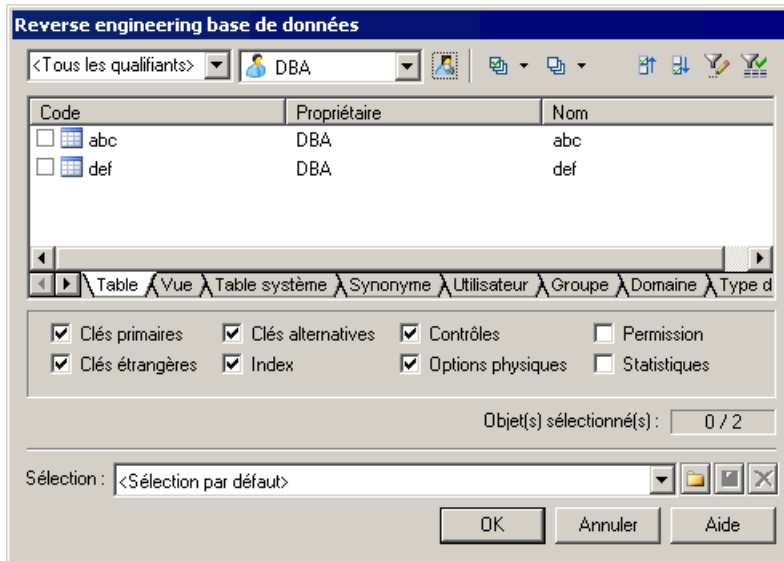 Reverse engineering base de données
<Tous les qualifiants> DBA
Code Propriétaire Nom
abc DBA abc
def DBA def
Table Vue Table système Synonyme Utilisateur Groupe Domaine Type d
Clés primaires Clés alternatives Contrôles Permission
Clés étrangères Index Options physiques Statistiques
Objet(s) sélectionné(s) : 0 / 2
Sélection : <Sélection par défaut>
OK Annuler Aide